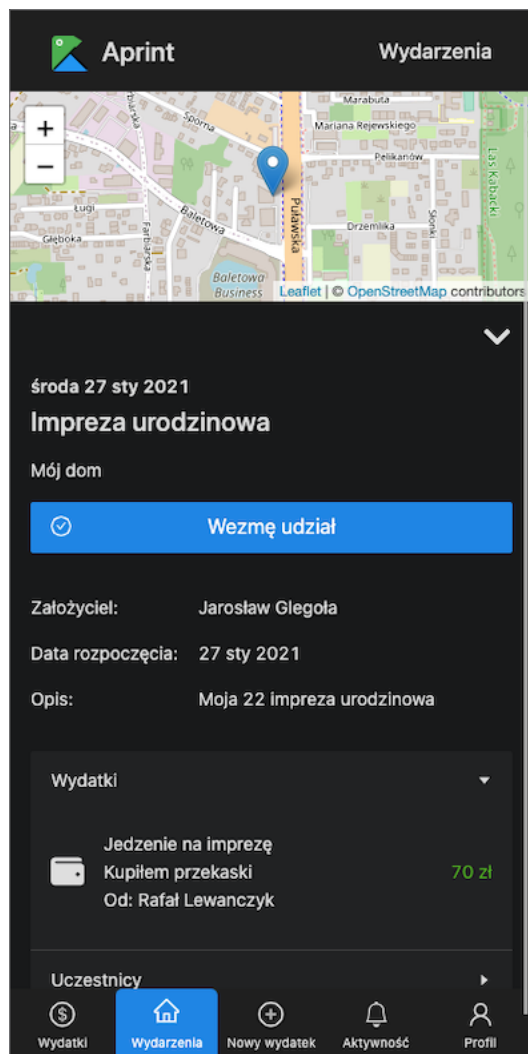 Aprint
Wydarzenia
+
−
Marabuta
Sporna
Farbiarska
Mariana Rejewskiego
Pelikanów
Las Kabacki
Ługi
Baletowa
Puławska
Drzemlika
Słonki
Głęboka
Farbiarska
Baletowa
Business
Leaflet | © OpenStreetMap contributors
środa 27 sty 2021
Impreza urodzinowa
Mój dom
Wezmę udział
Założyciel: Jarosław Glegoła
Data rozpoczęcia: 27 sty 2021
Opis: Moja 22 impreza urodzinowa
Wydatki
Jedzenie na imprezę
Kupiłem przekaski
70 zł
Od: Rafał Lewanczyk
Uczestnicy
Wydatki
Wydarzenia
Nowy wydatek
Aktywność
Profil